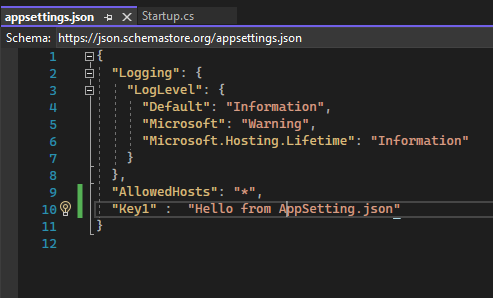 appsettings.json Startup.cs
Schema: https://json.schemastore.org/appsettings.json
1 {
2 "Logging": {
3 "LogLevel": {
4 "Default": "Information",
5 "Microsoft": "Warning",
6 "Microsoft.Hosting.Lifetime": "Information"
7 }
8 },
9 "AllowedHosts": "*",
10 "Key1" :  "Hello from AppSetting.json"
11 }
12